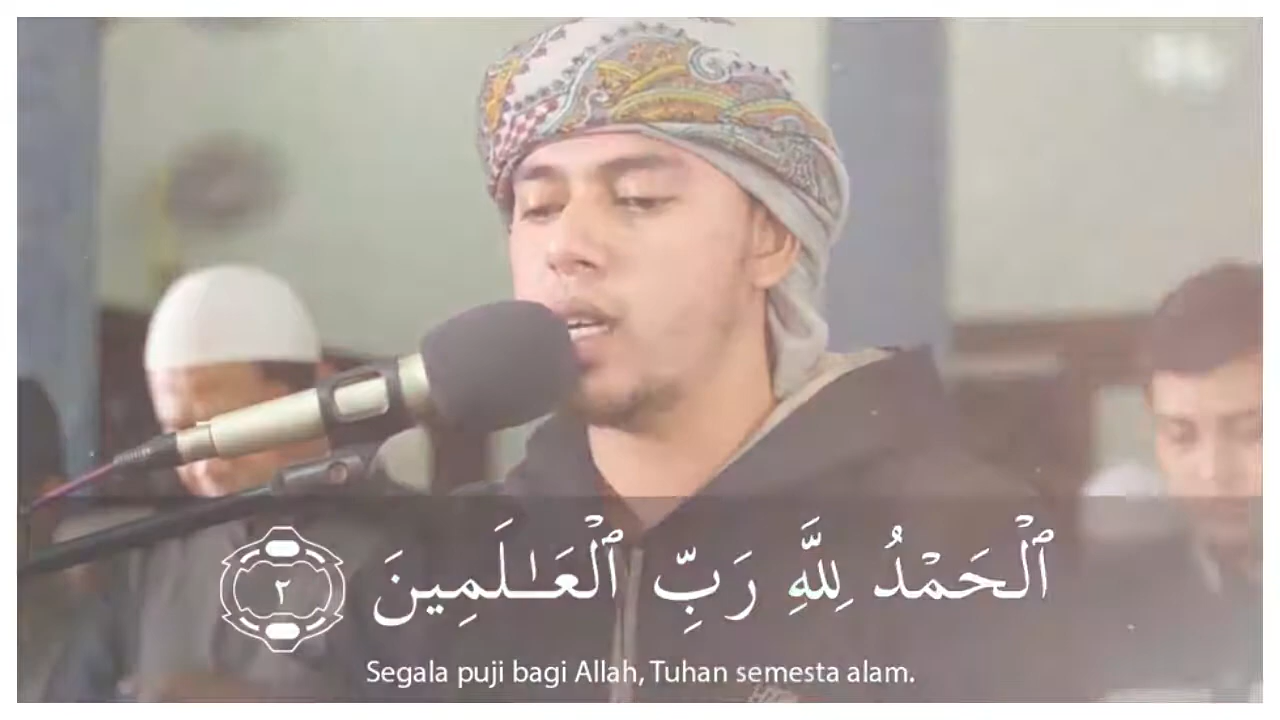 ٱلْحَمْدُ لِلَّهِ رَبِّ ٱلْعَـٰلَمِينَ ٢
Segala puji bagi Allah, Tuhan semesta alam.